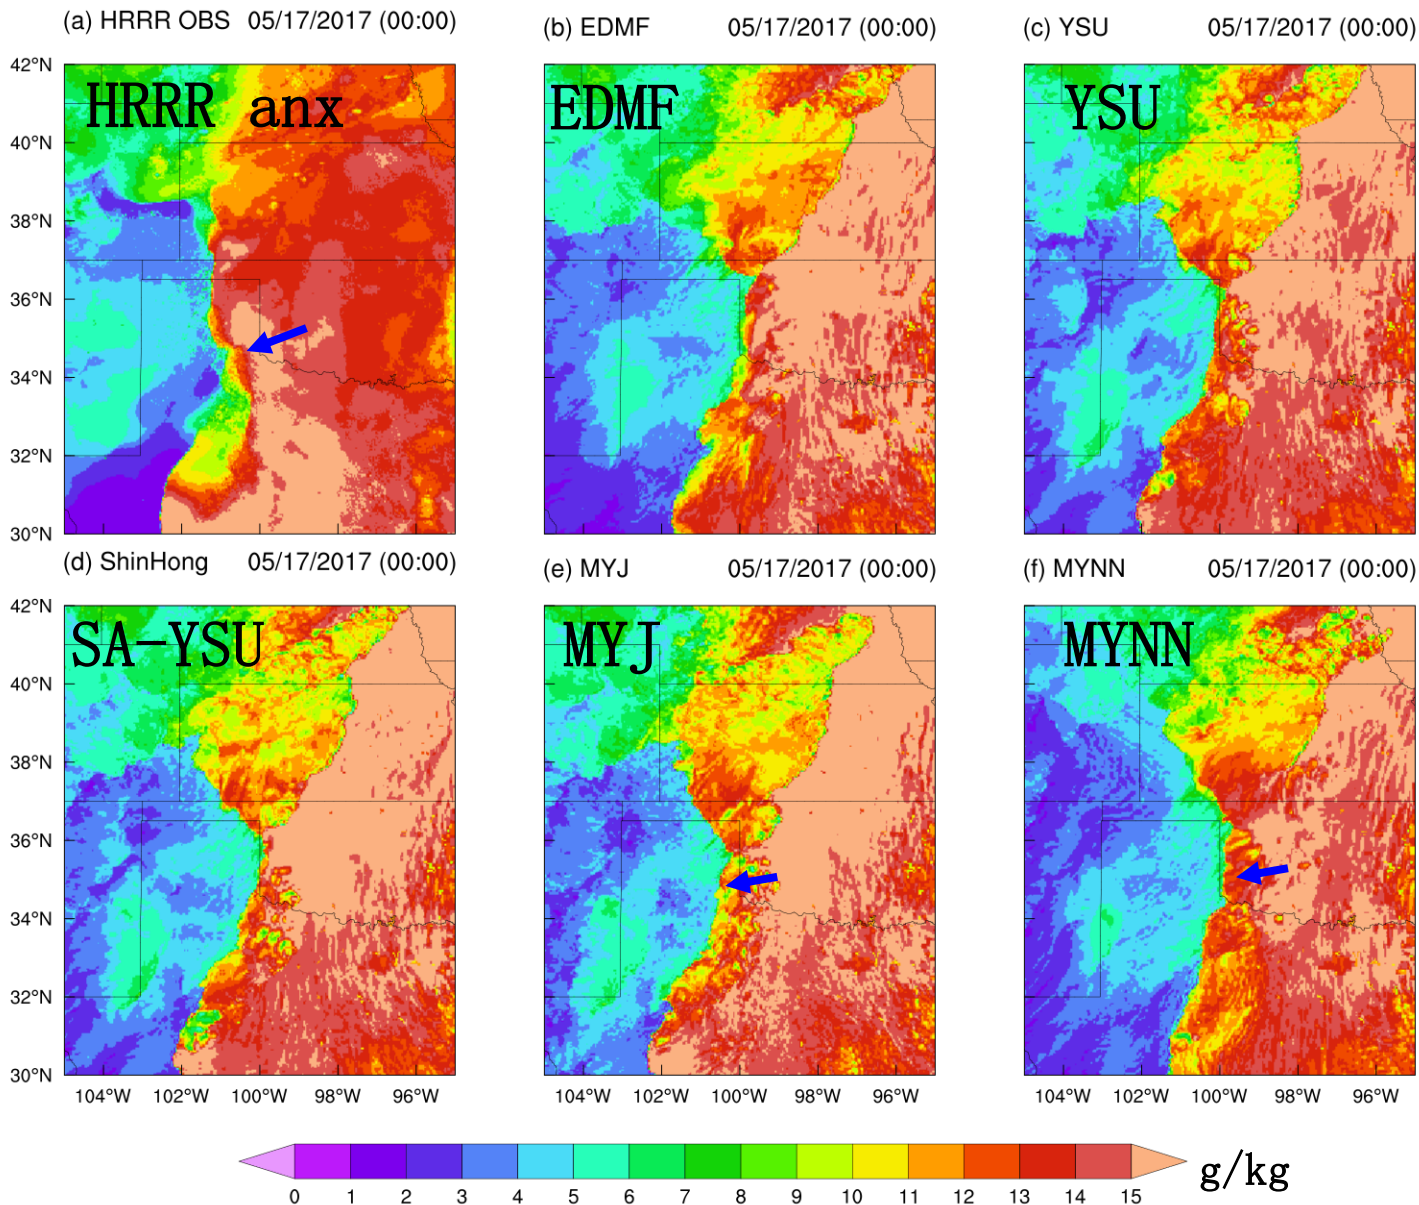 (a) HRRR OBS 05/17/2017 (00:00)
(b) EDMF 05/17/2017 (00:00)
(c) YSU 05/17/2017 (00:00)
42°N
40°N
38°N
36°N
34°N
32°N
30°N
HRRR anx
EDMF
YSU
(d) ShinHong 05/17/2017 (00:00)
(e) MYJ 05/17/2017 (00:00)
(f) MYNN 05/17/2017 (00:00)
42°N
40°N
38°N
36°N
34°N
32°N
30°N
SA-YSU
MYJ
MYNN
104°W 102°W 100°W 98°W 96°W
104°W 102°W 100°W 98°W 96°W
104°W 102°W 100°W 98°W 96°W
0 1 2 3 4 5 6 7 8 9 10 11 12 13 14 15
g/kg